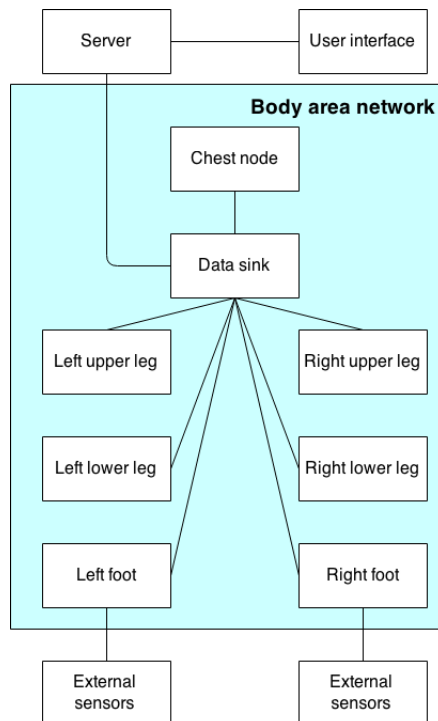 Server
User interface
Body area network
Chest node
Data sink
Left upper leg
Right upper leg
Left lower leg
Right lower leg
Left foot
Right foot
External
sensors
External
sensors